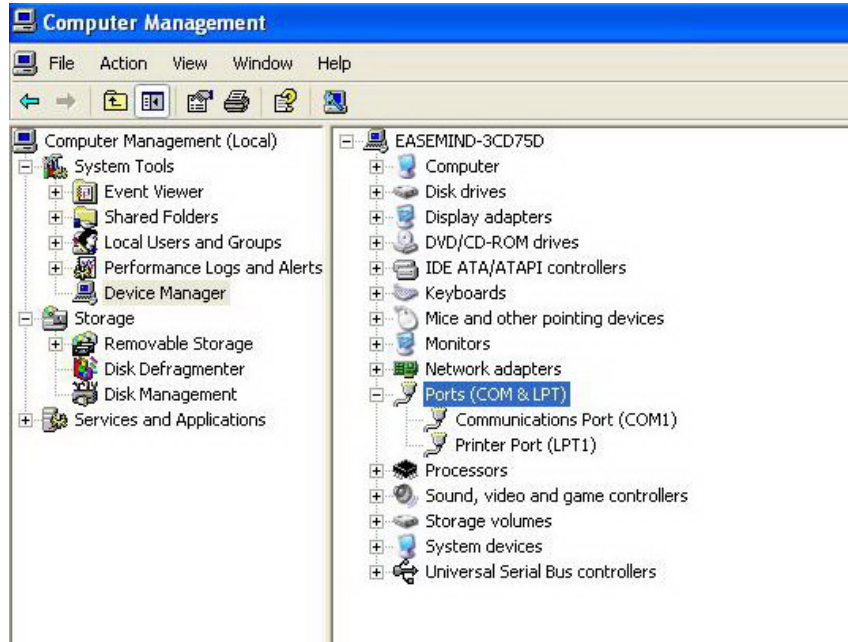 Computer Management
File Action View Window Help
Computer Management (Local)
System Tools
Event Viewer
Shared Folders
Local Users and Groups
Performance Logs and Alerts
Device Manager
Storage
Removable Storage
Disk Defragmenter
Disk Management
Services and Applications
EASEMIND-3CD75D
Computer
Disk drives
Display adapters
DVD/CD-ROM drives
IDE ATA/ATAPI controllers
Keyboards
Mice and other pointing devices
Monitors
Network adapters
Ports (COM & LPT)
Communications Port (COM1)
Printer Port (LPT1)
Processors
Sound, video and game controllers
Storage volumes
System devices
Universal Serial Bus controllers